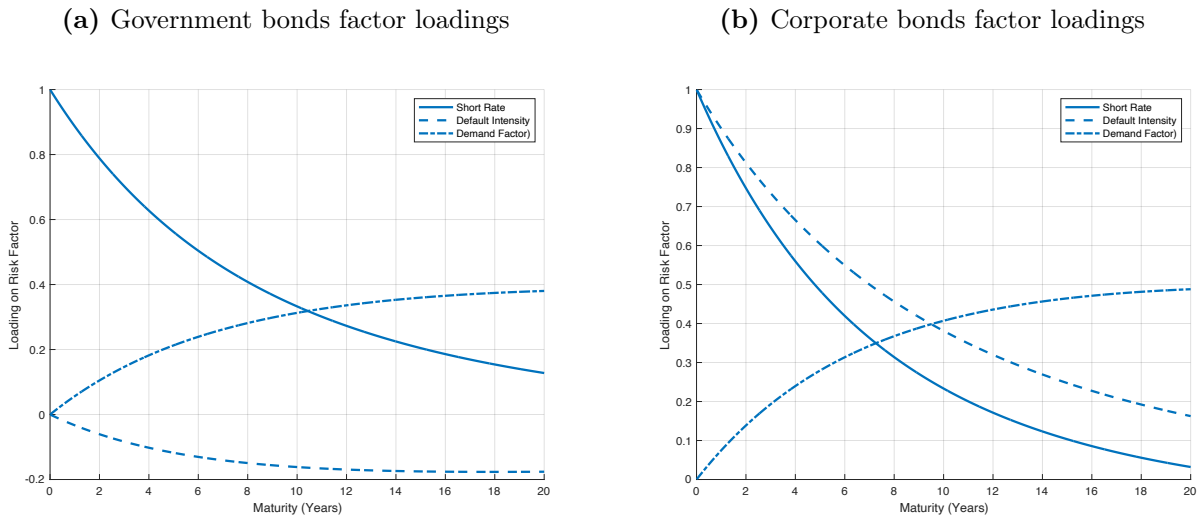 (a) Government bonds factor loadings
1
0.8
0.6
0.4
0.2
0
-0.2
Loading on Risk Factor
0 2 4 6 8 10 12 14 16 18 20
Maturity (Years)
Short Rate
Default Intensity
Demand Factor)
(b) Corporate bonds factor loadings
1
0.9
0.8
0.7
0.6
0.5
0.4
0.3
0.2
0.1
0
Loading on Risk Factor
0 2 4 6 8 10 12 14 16 18 20
Maturity (Years)
Short Rate
Default Intensity
Demand Factor)